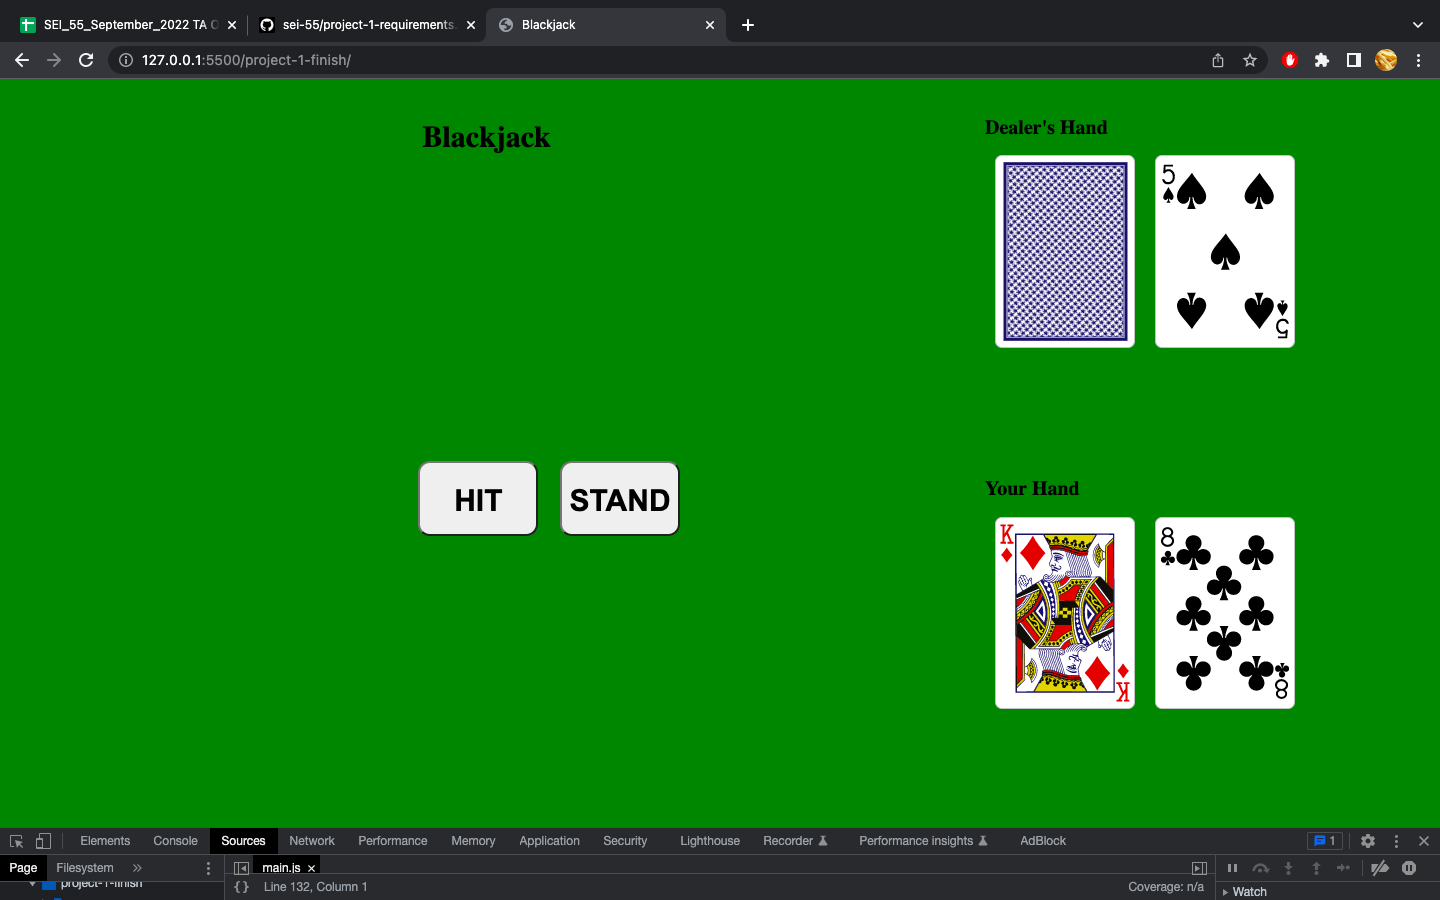 SEI_55_September_2022 TA O
sei-55/project-1-requirements.
Blackjack
127.0.0.1:5500/project-1-finish/
Blackjack
Dealer's Hand
5
5
HIT
STAND
Your Hand
K
K
8
8
Elements Console Sources Network Performance Memory Application Security Lighthouse Recorder Performance insights AdBlock 1
Page Filesystem » main.js
project-1-finish
{} Line 132, Column 1 Coverage: n/a
Watch